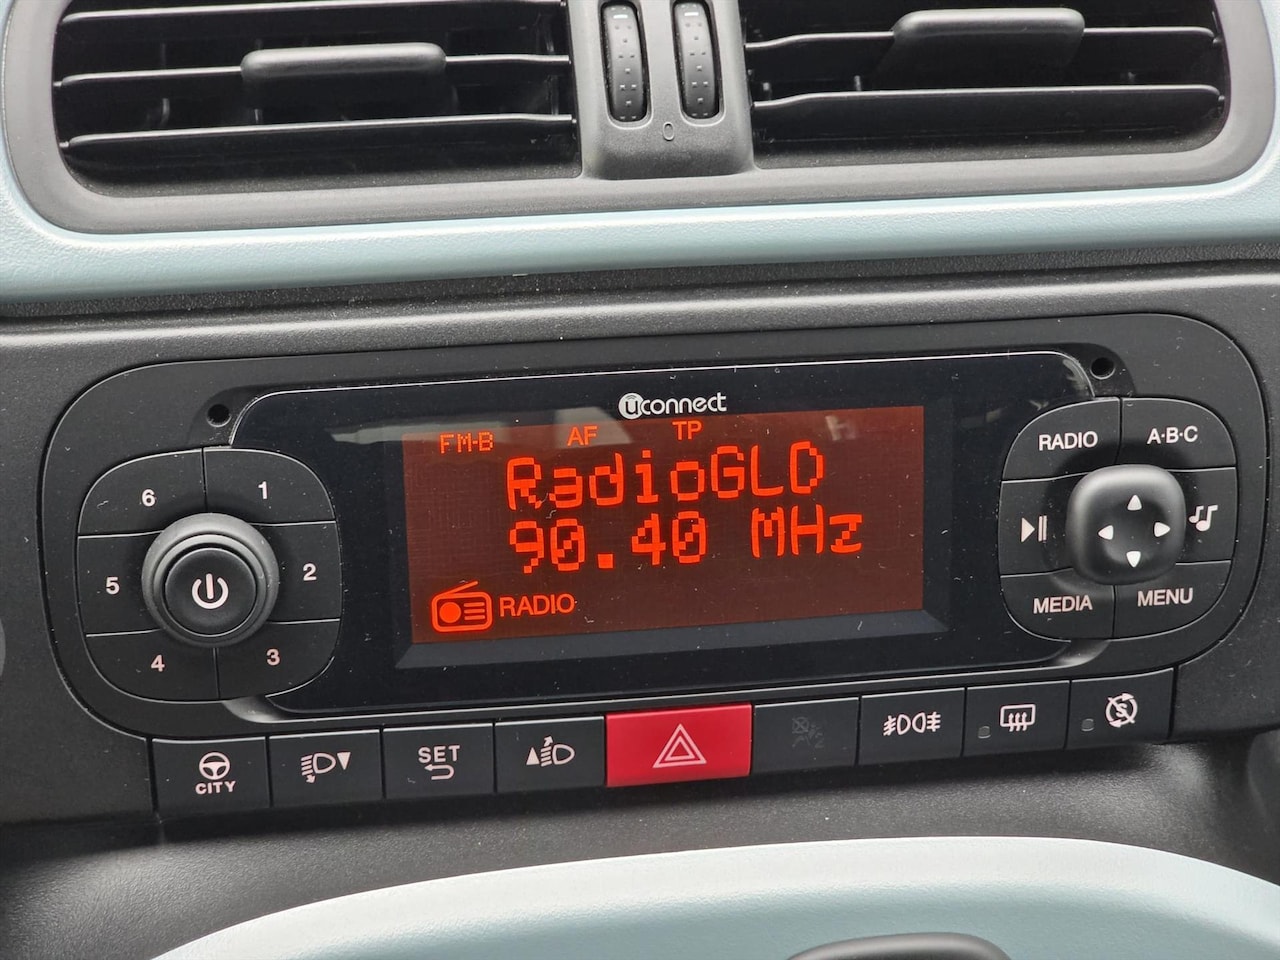 0
uconnect
FM-B AF TP
RadioGLD
90.40 MHz
RADIO
6 1
5 2
4 3
RADIO A·B·C
MEDIA MENU
CITY
SET
S